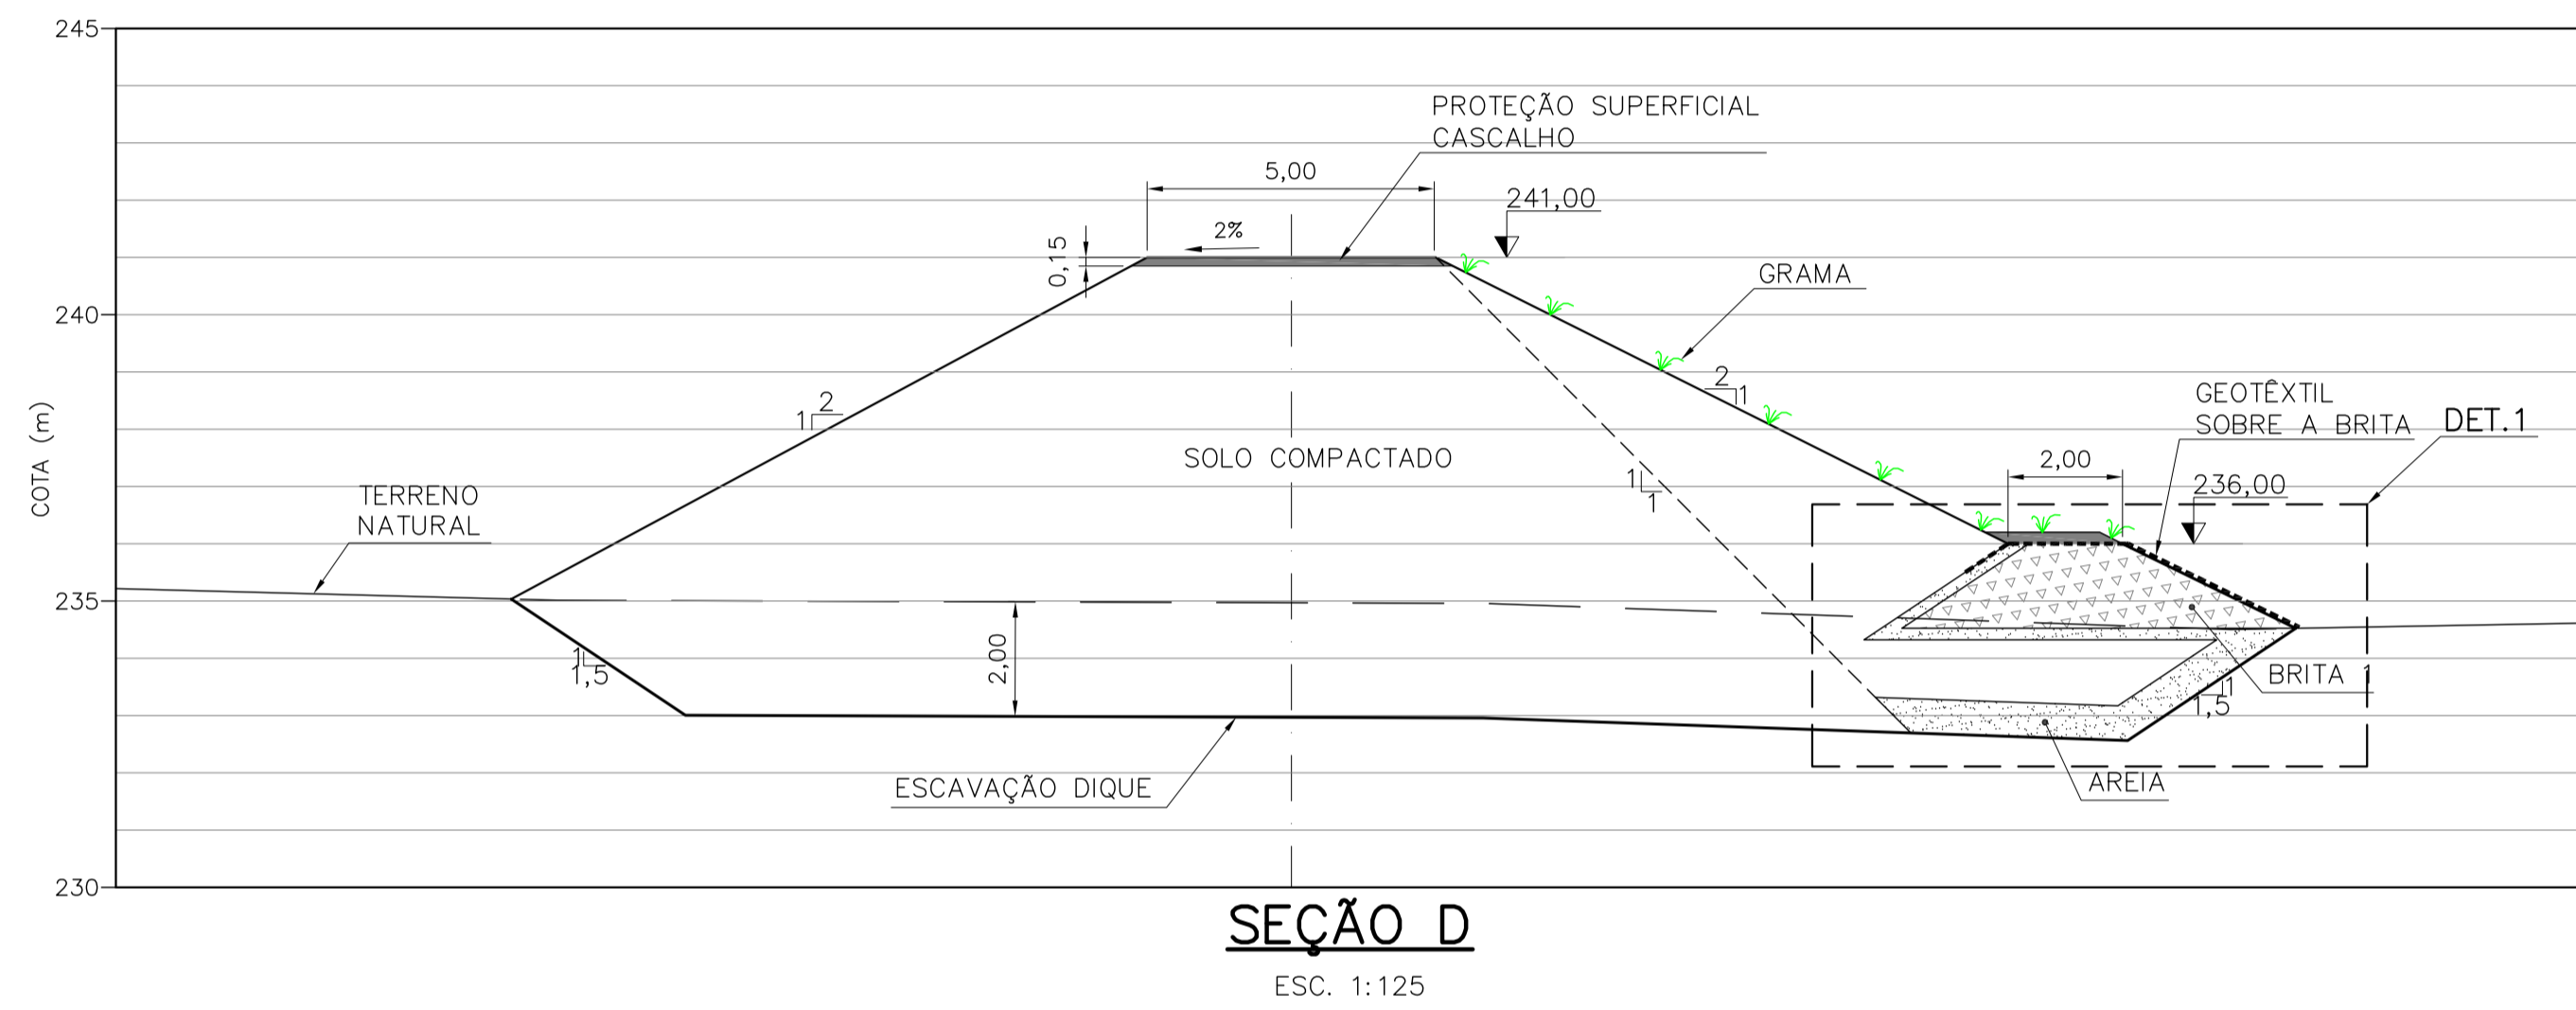 245
PROTEÇÃO SUPERFICIAL
CASCALHO
5,00
241,00
2%
0,15
GRAMA
240
2
1
2
1
GEOTÊXTIL
SOBRE A BRITA
DET.1
COTA (m)
SOLO COMPACTADO
2,00
236,00
1
1
TERRENO
NATURAL
235
2,00
1
1,5
BRITA 1
1
1,5
ESCAVAÇÃO DIQUE
AREIA
230
SEÇÃO D
ESC. 1:125